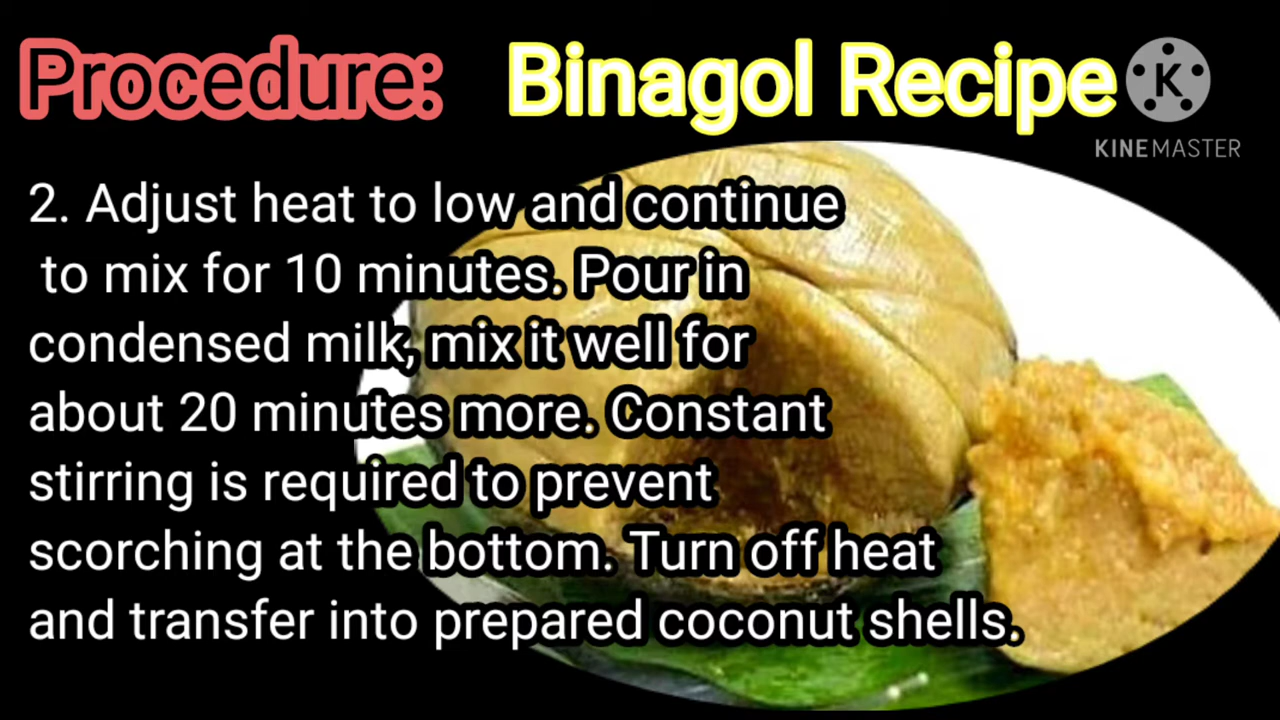 Procedure: Binagol Recipe
K
KINEMASTER
2. Adjust heat to low and continue
to mix for 10 minutes. Pour in
condensed milk, mix it well for
about 20 minutes more. Constant
stirring is required to prevent
scorching at the bottom. Turn off heat
and transfer into prepared coconut shells.